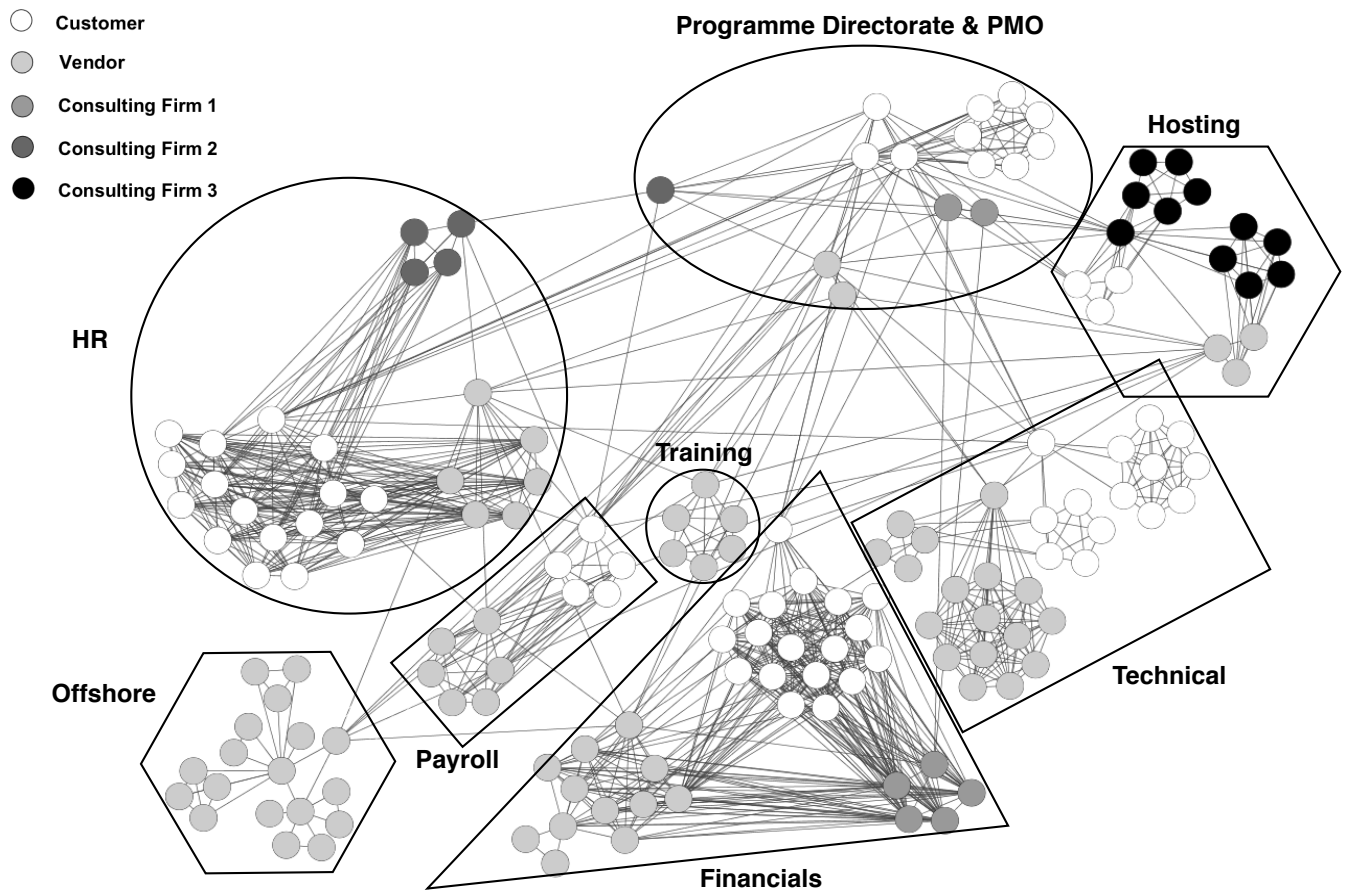 Customer
Vendor
Consulting Firm 1
Consulting Firm 2
Consulting Firm 3
Programme Directorate & PMO
Hosting
HR
Training
Technical
Offshore
Payroll
Financials